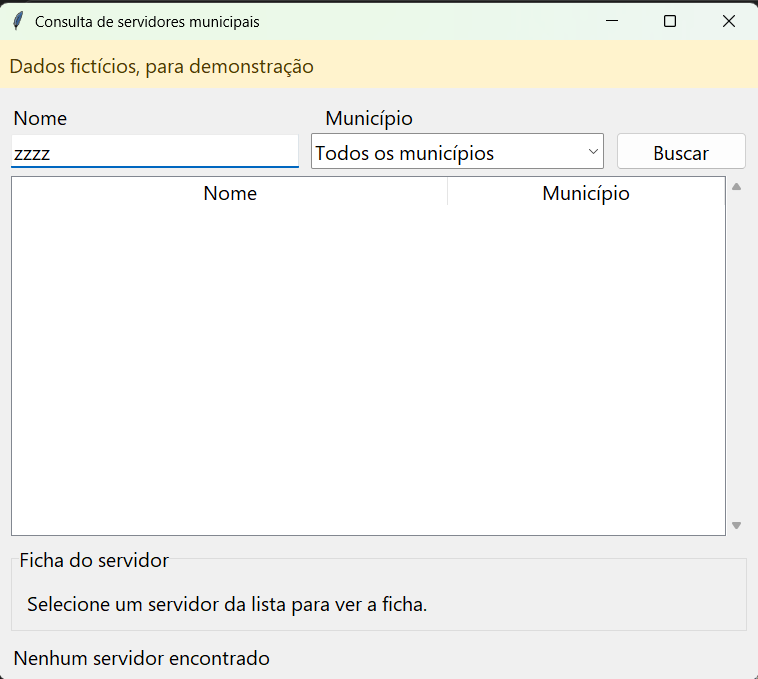 Consulta de servidores municipais
Dados fictícios, para demonstração
Nome Município
zzzz Todos os municípios Buscar
Nome Município
Ficha do servidor
Selecione um servidor da lista para ver a ficha.
Nenhum servidor encontrado